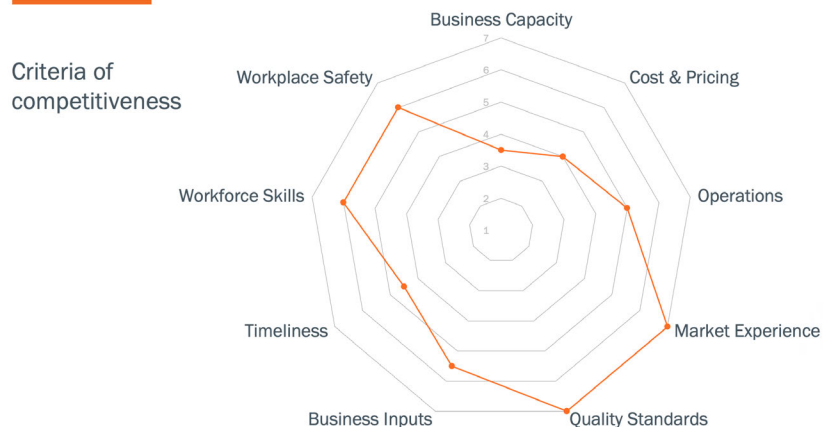 Criteria of
competitiveness
Business Capacity
7
6
5
4
3
2
1
Workplace Safety
Cost & Pricing
Workforce Skills
Operations
Timeliness
Market Experience
Business Inputs
Quality Standards